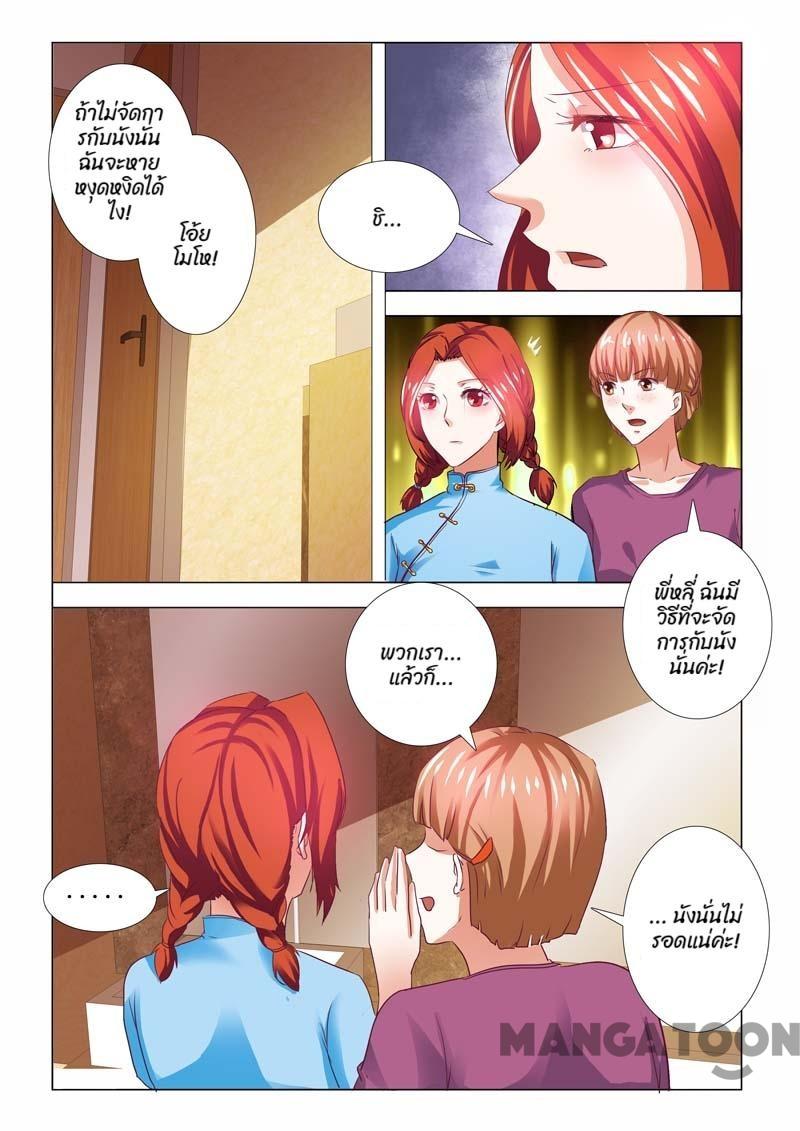 ถ้าไม่จัดกา
รกับนังนั่น
ฉันจะหาย
หงุดหงิดได้
ไง!
โอ้ย
โมโห!
ชิ...
พี่หลี่ ฉันมี
วิธีที่จะจัด
การกับนัง
นั่นค่ะ!
พวกเรา...
แล้วก็...
.....
... นังนั่นไม่
รอดแน่ค่ะ!
MANGATOON